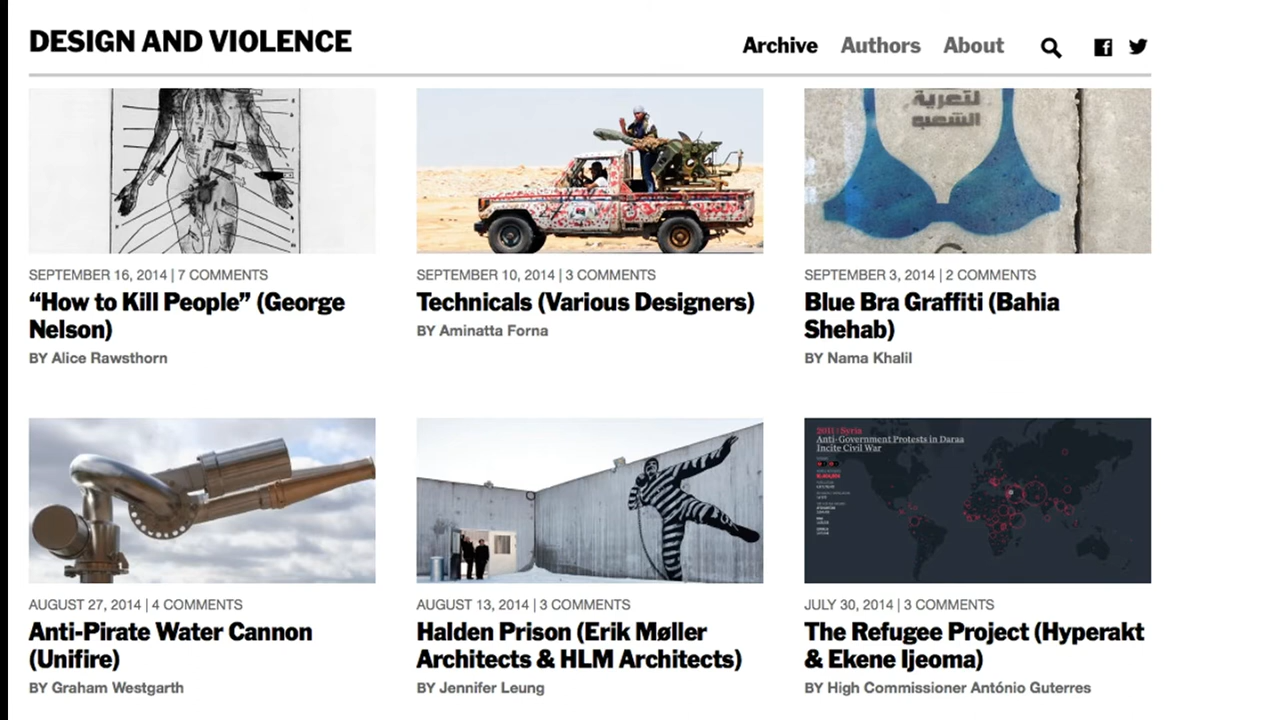 DESIGN AND VIOLENCE
Archive
Authors
About
SEPTEMBER 16, 2014 | 7 COMMENTS
“How to Kill People” (George
Nelson)
BY Alice Rawsthorn
SEPTEMBER 10, 2014 | 3 COMMENTS
Technicals (Various Designers)
BY Aminatta Forna
لتعرية
الشعب
SEPTEMBER 3, 2014 | 2 COMMENTS
Blue Bra Graffiti (Bahia
Shehab)
BY Nama Khalil
AUGUST 27, 2014 | 4 COMMENTS
Anti-Pirate Water Cannon
(Unifire)
BY Graham Westgarth
AUGUST 13, 2014 | 3 COMMENTS
Halden Prison (Erik Møller
Architects & HLM Architects)
BY Jennifer Leung
2011 | Syria
Anti-Government Protests in Daraa
Incite Civil War
JULY 30, 2014 | 3 COMMENTS
The Refugee Project (Hyperakt
& Ekene Ijeoma)
BY High Commissioner António Guterres